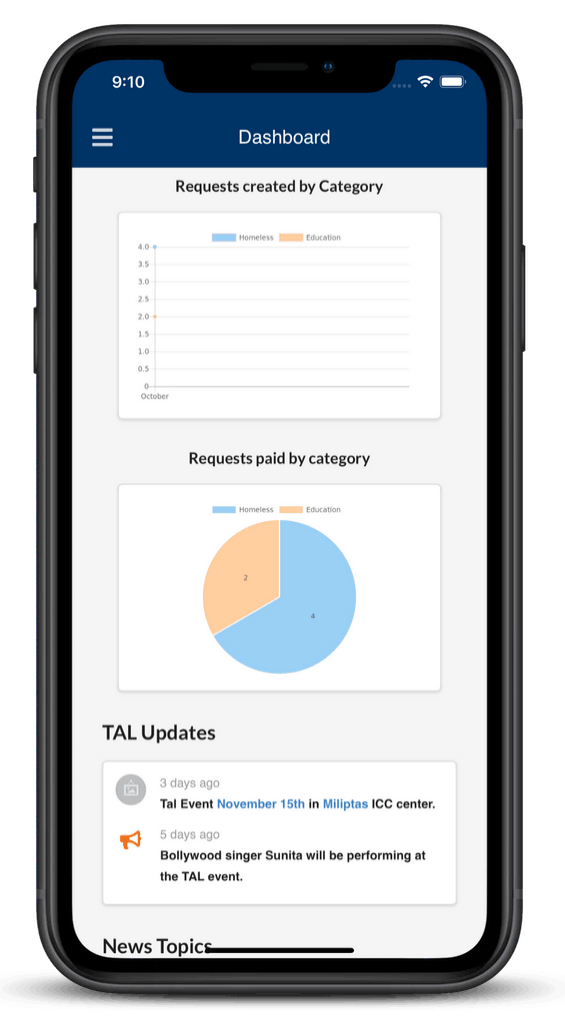 9:10
Dashboard
Requests created by Category
Homeless Education
4.0
3.5
3.0
2.5
2.0
1.5
1.0
0.5
0
October
Requests paid by category
Homeless Education
2
4
TAL Updates
3 days ago
Tal Event November 15th in Miliptas ICC center.
5 days ago
Bollywood singer Sunita will be performing at
the TAL event.
News Topics